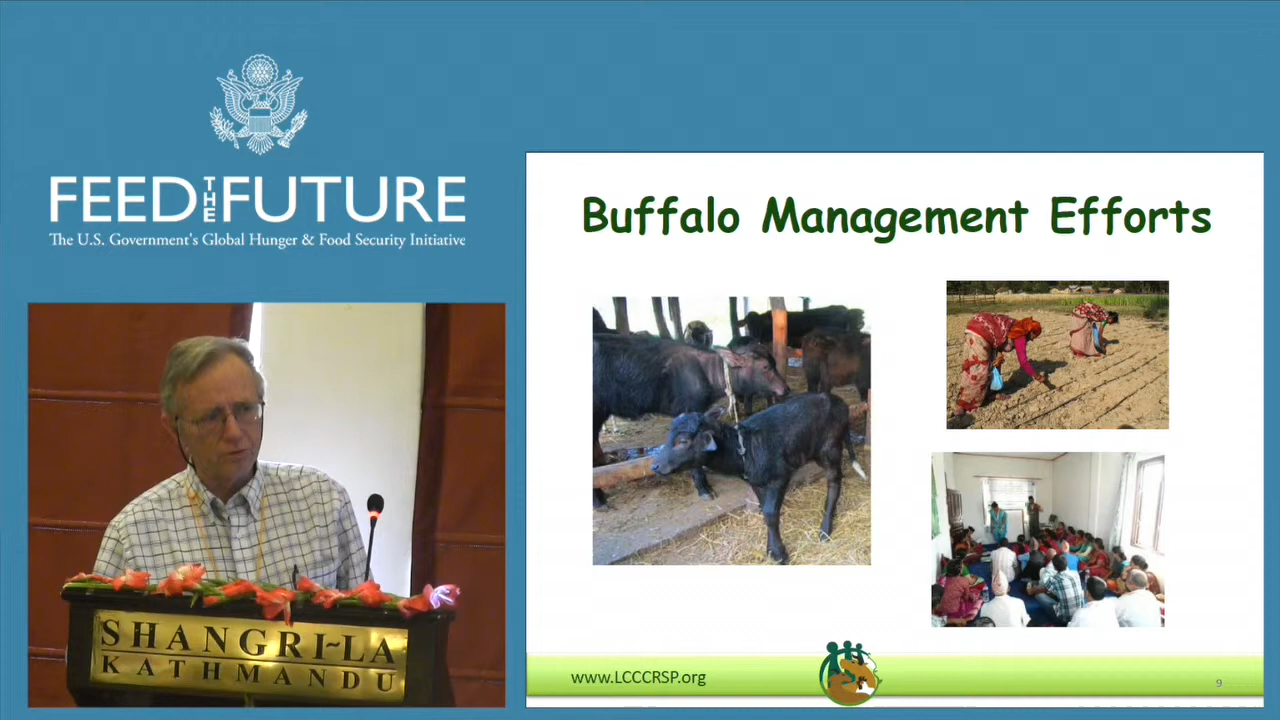 FEED THE FUTURE
The U.S. Government's Global Hunger & Food Security Initiative
SHANGRI~LA
KATHMANDU
Buffalo Management Efforts
www.LCCCRSP.org
9